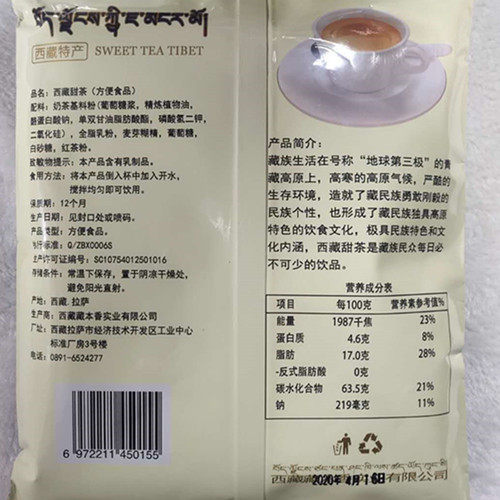 བོད་ལྗོངས་ཀྱི་ཇ་མངར་མོ།
西藏特产 SWEET TEA TIBET
品名：西藏甜茶（方便食品）
配料：奶茶基料粉（葡萄糖浆，精炼植物油，
酪蛋白酸钠，单双甘油脂肪酸酯，磷酸氢二钾，
二氧化硅），全脂乳粉，麦芽糊精，葡萄糖，
白砂糖，红茶粉。
致敏物提示：本产品含有乳制品。
食用方法：将本产品倒入杯中加入开水，
搅拌均匀即可饮用。
保质期：12个月
生产日期：见封口处或喷码。
产品类型：方便食品。
执行标准：Q/ZBX0006S
生产许可证编号：SC10754012501016
存条件：常温下保存，置于阴凉干燥处，
避免阳光直射。
产地：西藏.拉萨
西藏藏本香实业有限公司
厂址：西藏拉萨市经济技术开发区工业中心
标准厂房3号楼
电话：0891-6524277
6 972211 450155
产品简介：
藏族生活在号称“地球第三极”的青
藏高原上，高寒的高原气候，严酷的
生存环境，造就了藏民族勇敢刚毅的
民族个性，也形成了藏民族独具高原
特色的饮食文化，极具民族特色和文
化内涵，西藏甜茶是藏族民众每日必
不可少的饮品。
营养成分表
项目 每100克 营养素参考值%
能量 1987千焦 23%
蛋白质 4.6克 8%
脂肪 17.0克 28%
-反式脂肪酸 0克
碳水化合物 63.5克 21%
钠 219毫克 11%
西藏藏本香实业有限公司
2020年 4月 16日